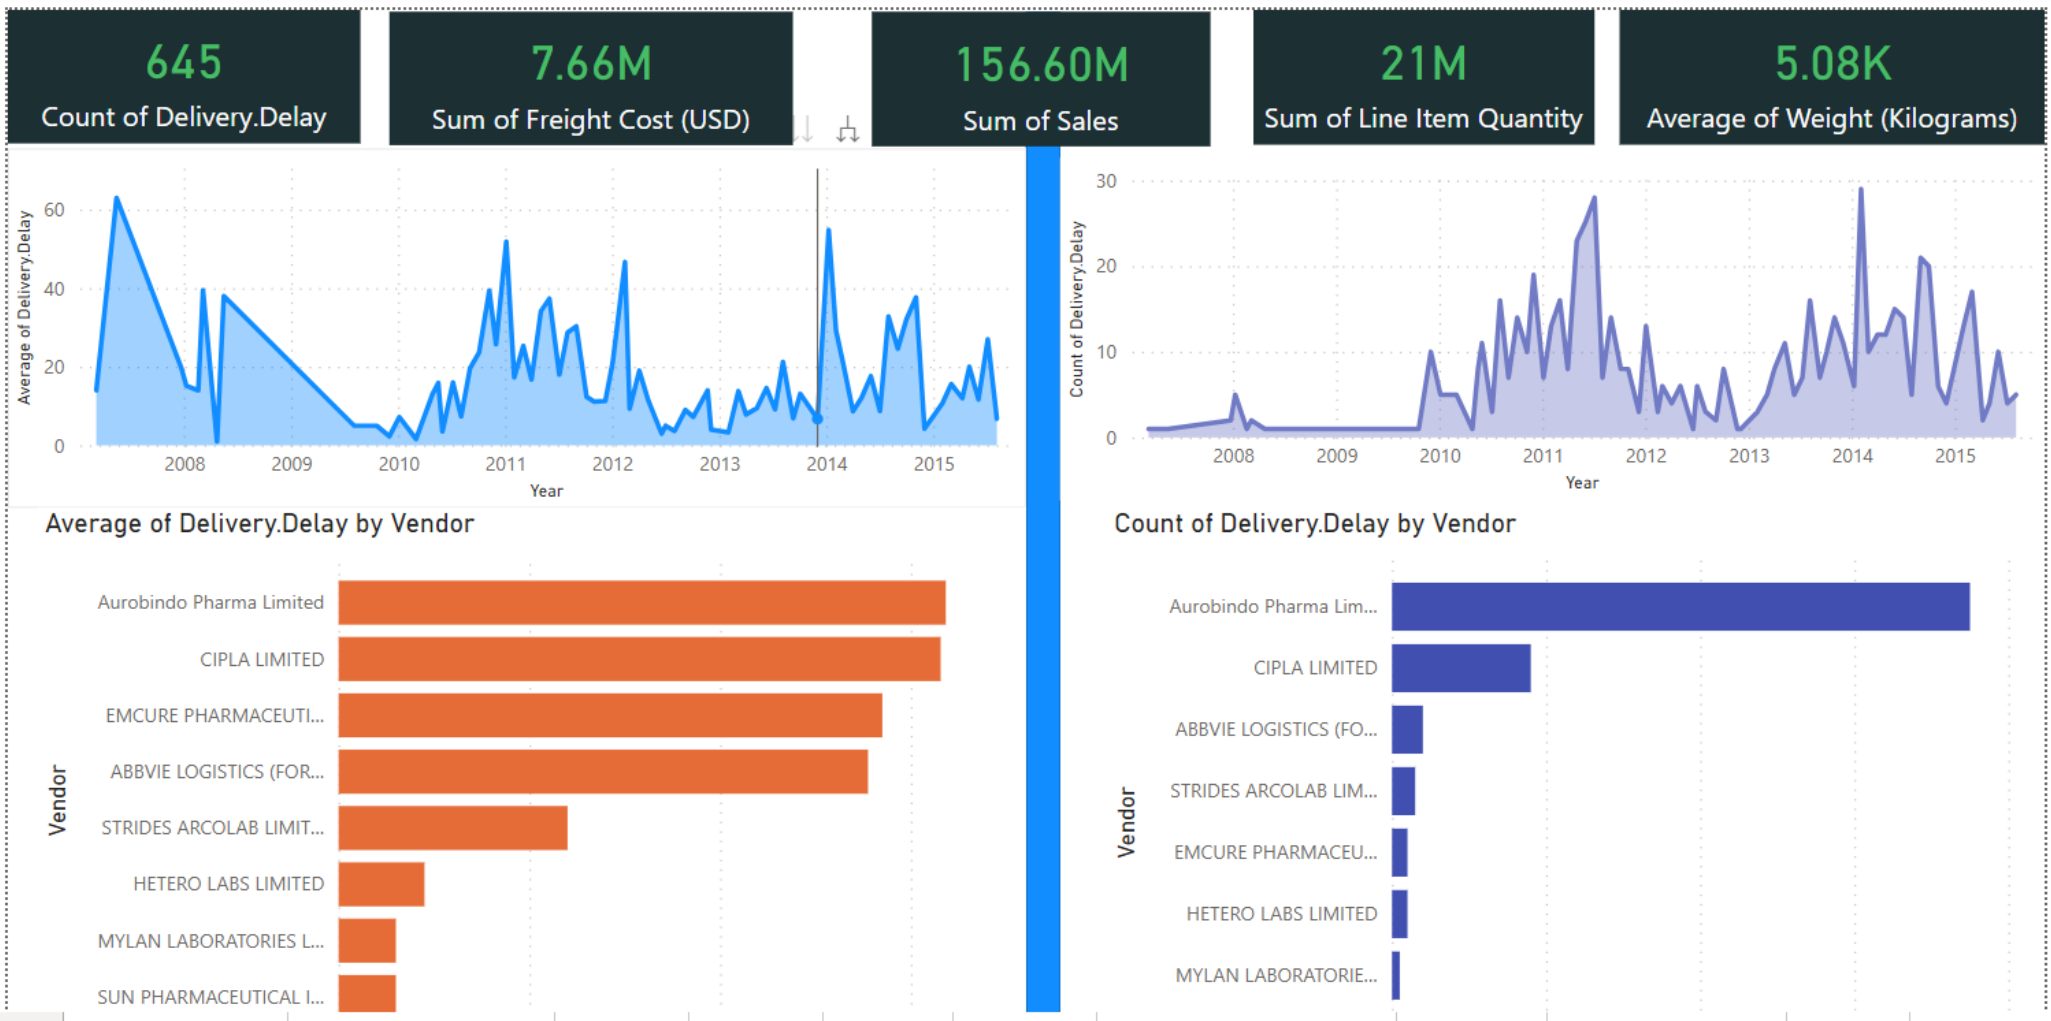 645
Count of Delivery.Delay
7.66M
Sum of Freight Cost (USD)
156.60M
Sum of Sales
21M
Sum of Line Item Quantity
5.08K
Average of Weight (Kilograms)
Average of Delivery.Delay
60
40
20
0
2008 2009 2010 2011 2012 2013 2014 2015
Year
Count of Delivery.Delay
30
20
10
0
2008 2009 2010 2011 2012 2013 2014 2015
Year
Average of Delivery.Delay by Vendor
Vendor
Aurobindo Pharma Limited
CIPLA LIMITED
EMCURE PHARMACEUTI...
ABBVIE LOGISTICS (FOR...
STRIDES ARCOLAB LIMIT...
HETERO LABS LIMITED
MYLAN LABORATORIES L...
SUN PHARMACEUTICAL I...
Count of Delivery.Delay by Vendor
Vendor
Aurobindo Pharma Lim...
CIPLA LIMITED
ABBVIE LOGISTICS (FO...
STRIDES ARCOLAB LIM...
EMCURE PHARMACEU...
HETERO LABS LIMITED
MYLAN LABORATORIE...